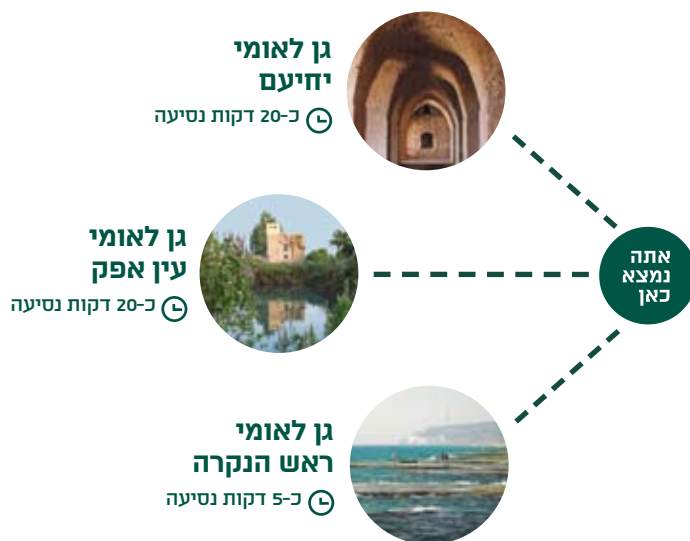 גן לאומי
יחיעם
כ-20 דקות נסיעה
אתה
נמצא
כאן
גן לאומי
עין אפק
כ-20 דקות נסיעה
גן לאומי
ראש הנקרה
כ-5 דקות נסיעה